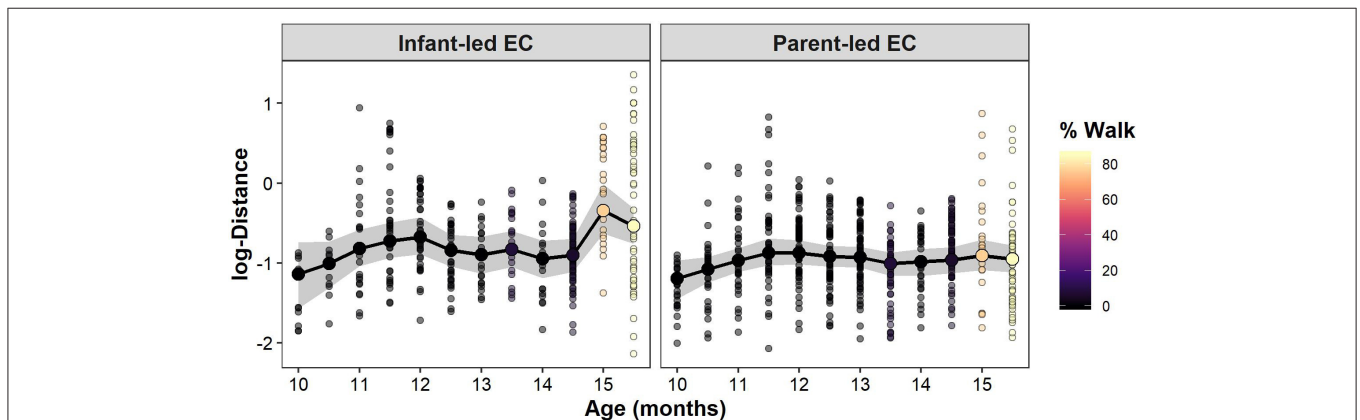 Infant-led EC
Parent-led EC
log-Distance
1
0
-1
-2
10 11 12 13 14 15
10 11 12 13 14 15
Age (months)
% Walk
80
60
40
20
0